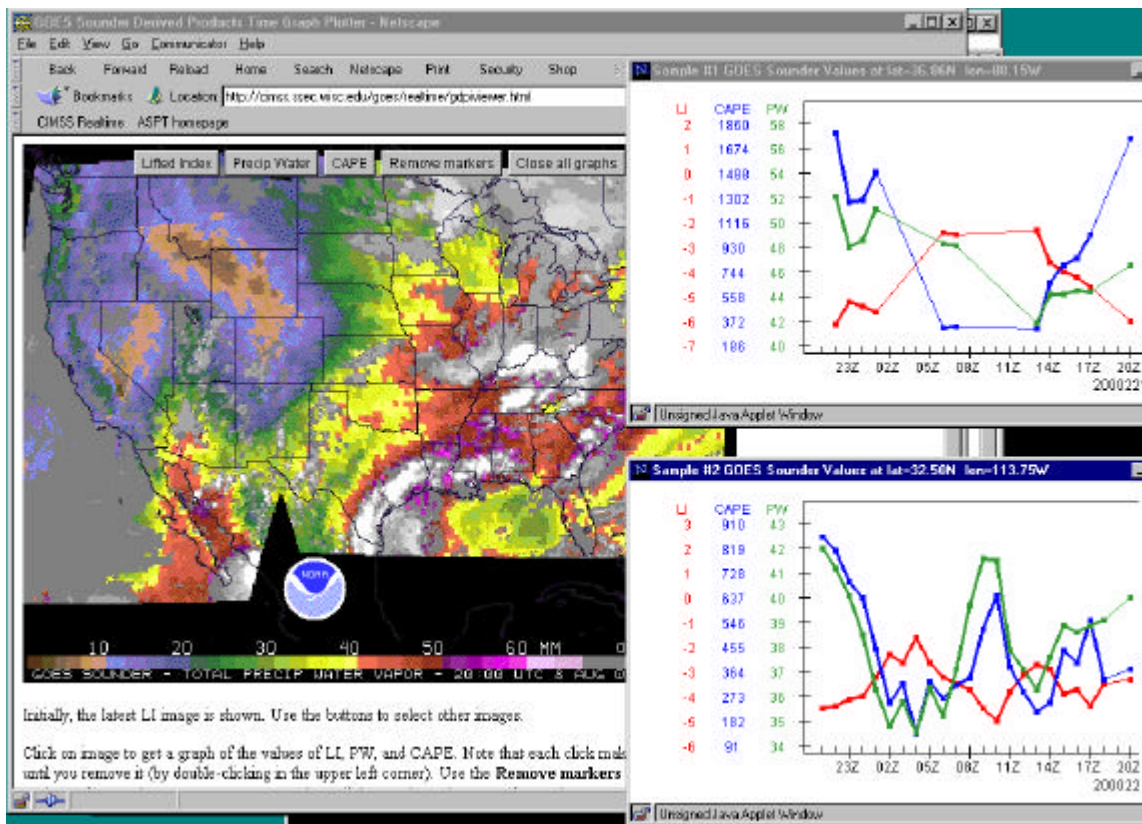 GOES Sounder Derived Products Time Graph Plotter - Netscape
File Edit View Go Communicator Help
Back Forward Reload Home Search Netscape Print Security Shop
Bookmarks Location: http://cimss.ssec.wisc.edu/goes/realtime/gdpiviewer.html
CIMSS Realtime ASPT homepage
Lifted Index Precip Water CAPE Remove markers Close all graphs
NOAA
10 20 30 40 50 60 MM
GOES SOUNDER - TOTAL PRECIP WATER VAPOR - 20:00 UTC 8 AUG
Initially, the latest LI image is shown. Use the buttons to select other images.
Click on image to get a graph of the values of LI, PW, and CAPE. Note that each click
until you remove it (by double-clicking in the upper left corner). Use the Remove markers
Sample #1 GOES Sounder Values at lat=36.86N lon=80.15W
LI CAPE PW
2 1860 58
1 1674 56
0 1488 54
-1 1302 52
-2 1116 50
-3 930 48
-4 744 46
-5 558 44
-6 372 42
-7 186 40
23Z 02Z 05Z 08Z 11Z 14Z 17Z 20Z
200022
Unsigned Java Applet Window
Sample #2 GOES Sounder Values at lat=32.50N lon=113.75W
LI CAPE PW
3 910 43
2 819 42
1 728 41
0 637 40
-1 546 39
-2 455 38
-3 364 37
-4 273 36
-5 182 35
-6 91 34
23Z 02Z 05Z 08Z 11Z 14Z 17Z 20Z
200022
Unsigned Java Applet Window